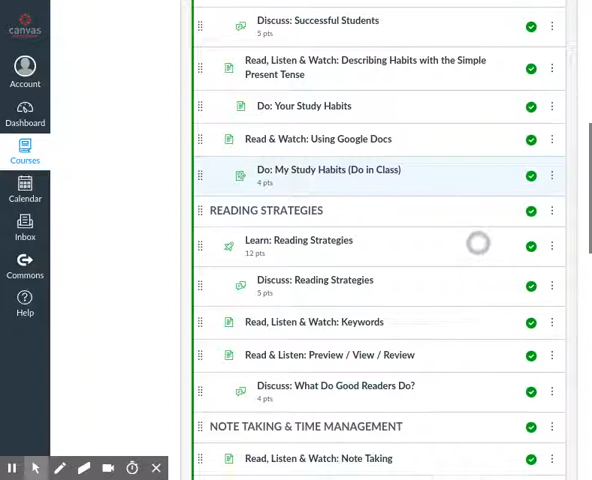 canvas
Account
Dashboard
Courses
Calendar
Inbox
Commons
Help
Discuss: Successful Students
5 pts
Read, Listen & Watch: Describing Habits with the Simple
Present Tense
Do: Your Study Habits
Read & Watch: Using Google Docs
Do: My Study Habits (Do in Class)
4 pts
READING STRATEGIES
Learn: Reading Strategies
12 pts
Discuss: Reading Strategies
5 pts
Read, Listen & Watch: Keywords
Read & Listen: Preview / View / Review
Discuss: What Do Good Readers Do?
4 pts
NOTE TAKING & TIME MANAGEMENT
Read, Listen & Watch: Note Taking